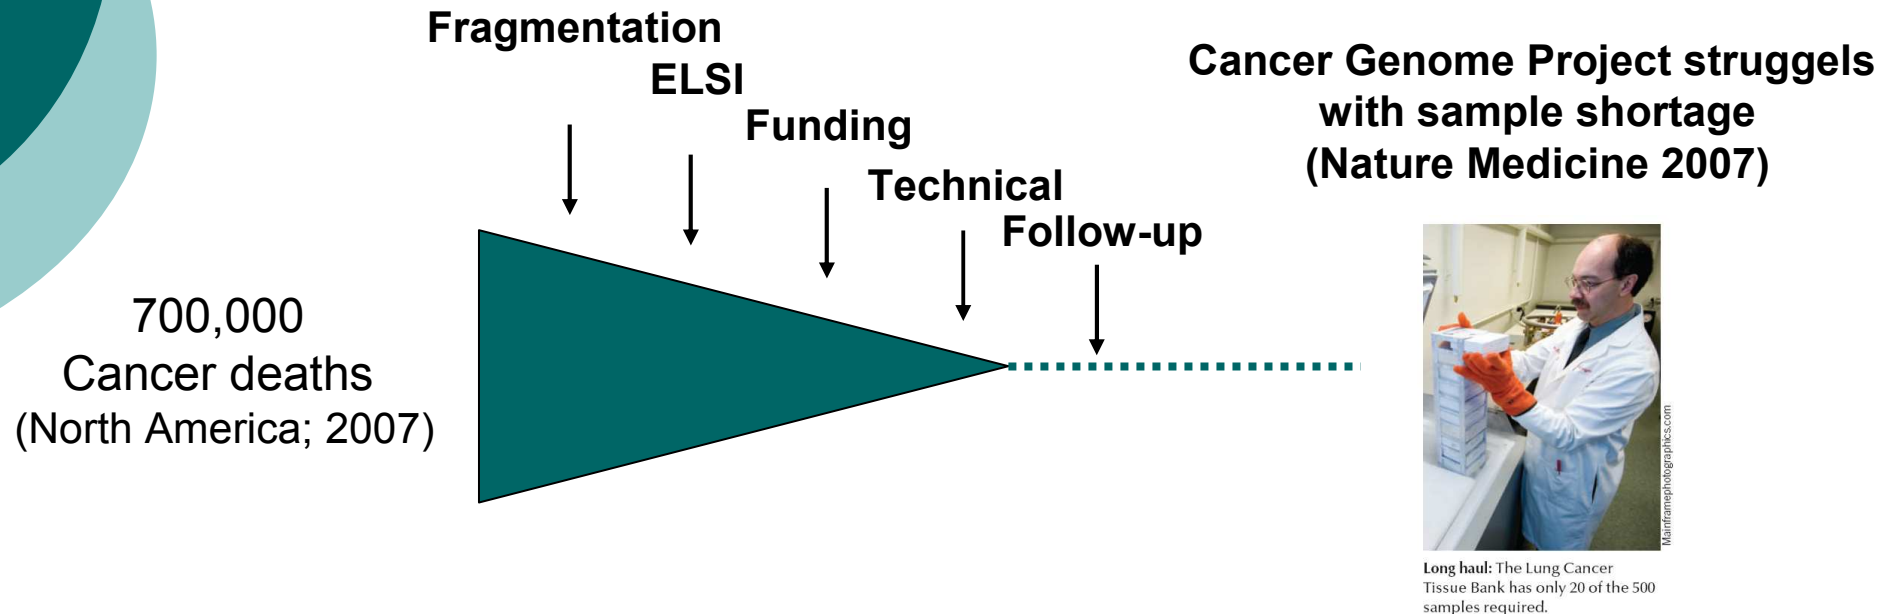 Fragmentation
ELSI
Funding
Technical
Follow-up
Cancer Genome Project struggels
with sample shortage
(Nature Medicine 2007)
700,000
Cancer deaths
(North America; 2007)
Mainframephotographics.com
Long haul: The Lung Cancer
Tissue Bank has only 20 of the 500
samples required.